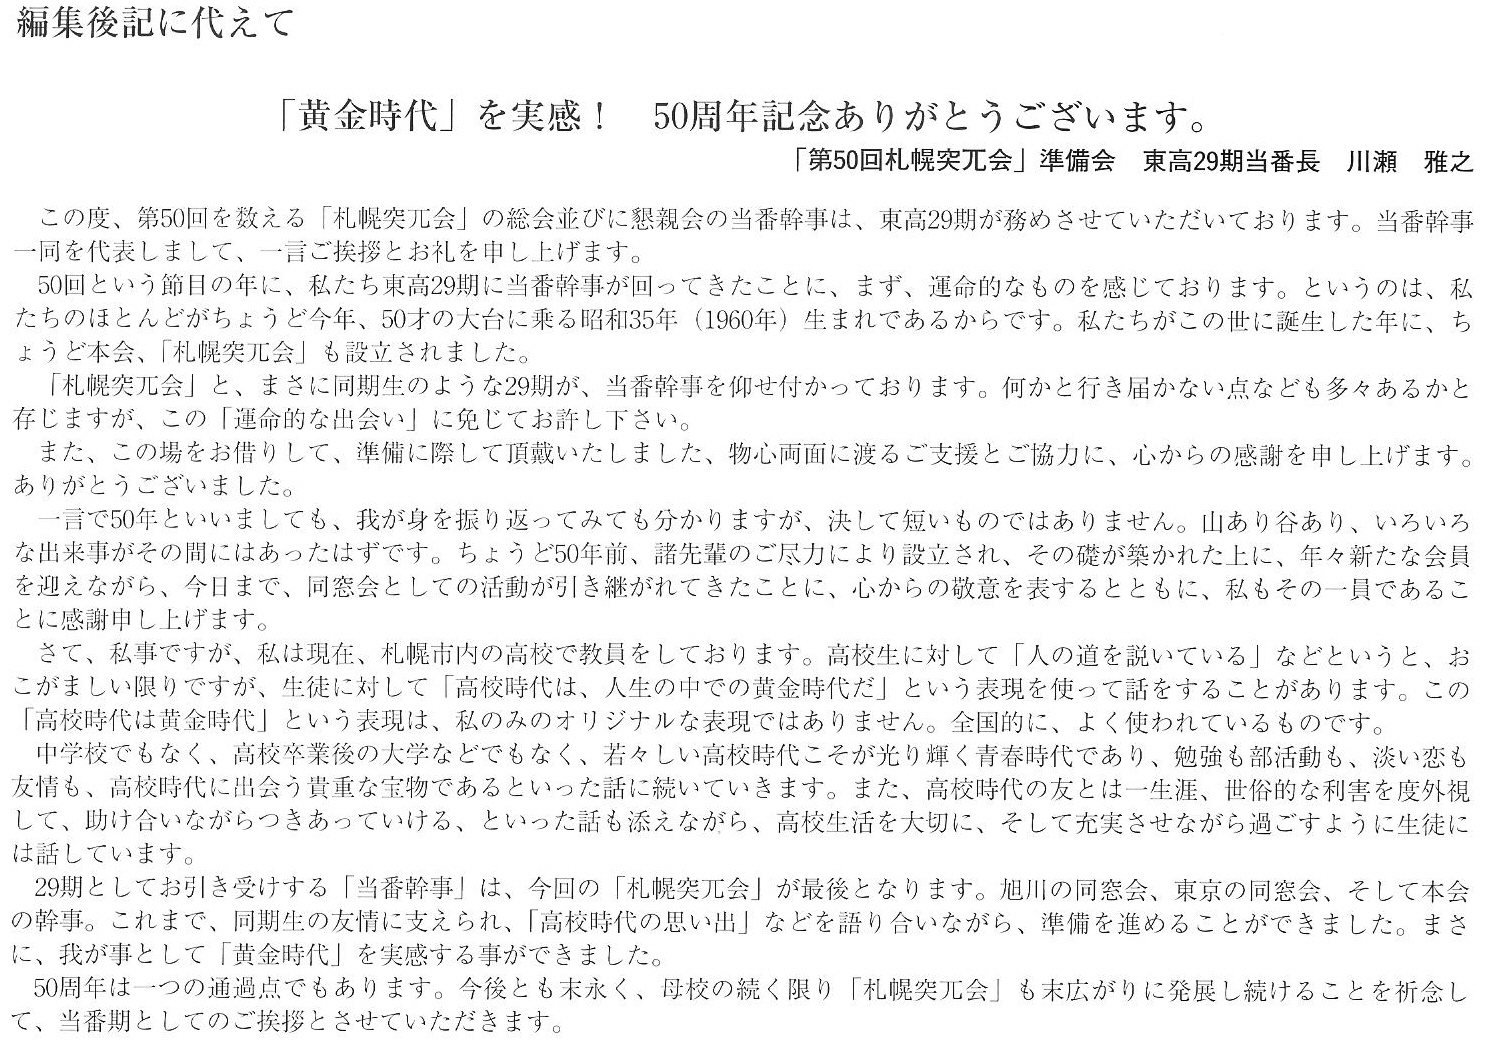 編集後記に代えて
「黄金時代」を実感！　50周年記念ありがとうございます。
「第50回札幌突兀会」準備会　東高29期当番長　川瀬　雅之
この度、第50回を数える「札幌突兀会」の総会並びに懇親会の当番幹事は、東高29期が務めさせていただいております。当番幹事
一同を代表しまして、一言ご挨拶とお礼を申し上げます。
50回という節目の年に、私たち東高29期に当番幹事が回ってきたことに、まず、運命的なものを感じております。というのは、私
たちのほとんどがちょうど今年、50才の大台に乗る昭和35年（1960年）生まれであるからです。私たちがこの世に誕生した年に、ち
ょうど本会、「札幌突兀会」も設立されました。
「札幌突兀会」と、まさに同期生のような29期が、当番幹事を仰せ付かっております。何かと行き届かない点なども多々あるかと
存じますが、この「運命的な出会い」に免じてお許し下さい。
また、この場をお借りして、準備に際して頂戴いたしました、物心両面に渡るご支援とご協力に、心からの感謝を申し上げます。
ありがとうございました。
一言で50年といいましても、我が身を振り返ってみても分かりますが、決して短いものではありません。山あり谷あり、いろいろ
な出来事がその間にはあったはずです。ちょうど50年前、諸先輩のご尽力により設立され、その礎が築かれた上に、年々新たな会員
を迎えながら、今日まで、同窓会としての活動が引き継がれてきたことに、心からの敬意を表するとともに、私もその一員であるこ
とに感謝申し上げます。
さて、私事ですが、私は現在、札幌市内の高校で教員をしております。高校生に対して「人の道を説いている」などというと、お
こがましい限りですが、生徒に対して「高校時代は、人生の中での黄金時代だ」という表現を使って話をすることがあります。この
「高校時代は黄金時代」という表現は、私のみのオリジナルな表現ではありません。全国的に、よく使われているものです。
中学校でもなく、高校卒業後の大学などでもなく、若々しい高校時代こそが光り輝く青春時代であり、勉強も部活動も、淡い恋も
友情も、高校時代に出会う貴重な宝物であるといった話に続いていきます。また、高校時代の友とは一生涯、世俗的な利害を度外視
して、助け合いながらつきあっていける、といった話も添えながら、高校生活を大切に、そして充実させながら過ごすように生徒に
は話しています。
29期としてお引き受けする「当番幹事」は、今回の「札幌突兀会」が最後となります。旭川の同窓会、東京の同窓会、そして本会
の幹事。これまで、同期生の友情に支えられ、「高校時代の思い出」などを語り合いながら、準備を進めることができました。まさ
に、我が事として「黄金時代」を実感する事ができました。
50周年は一つの通過点でもあります。今後とも末永く、母校の続く限り「札幌突兀会」も末広がりに発展し続けることを祈念し
て、当番期としてのご挨拶とさせていただきます。